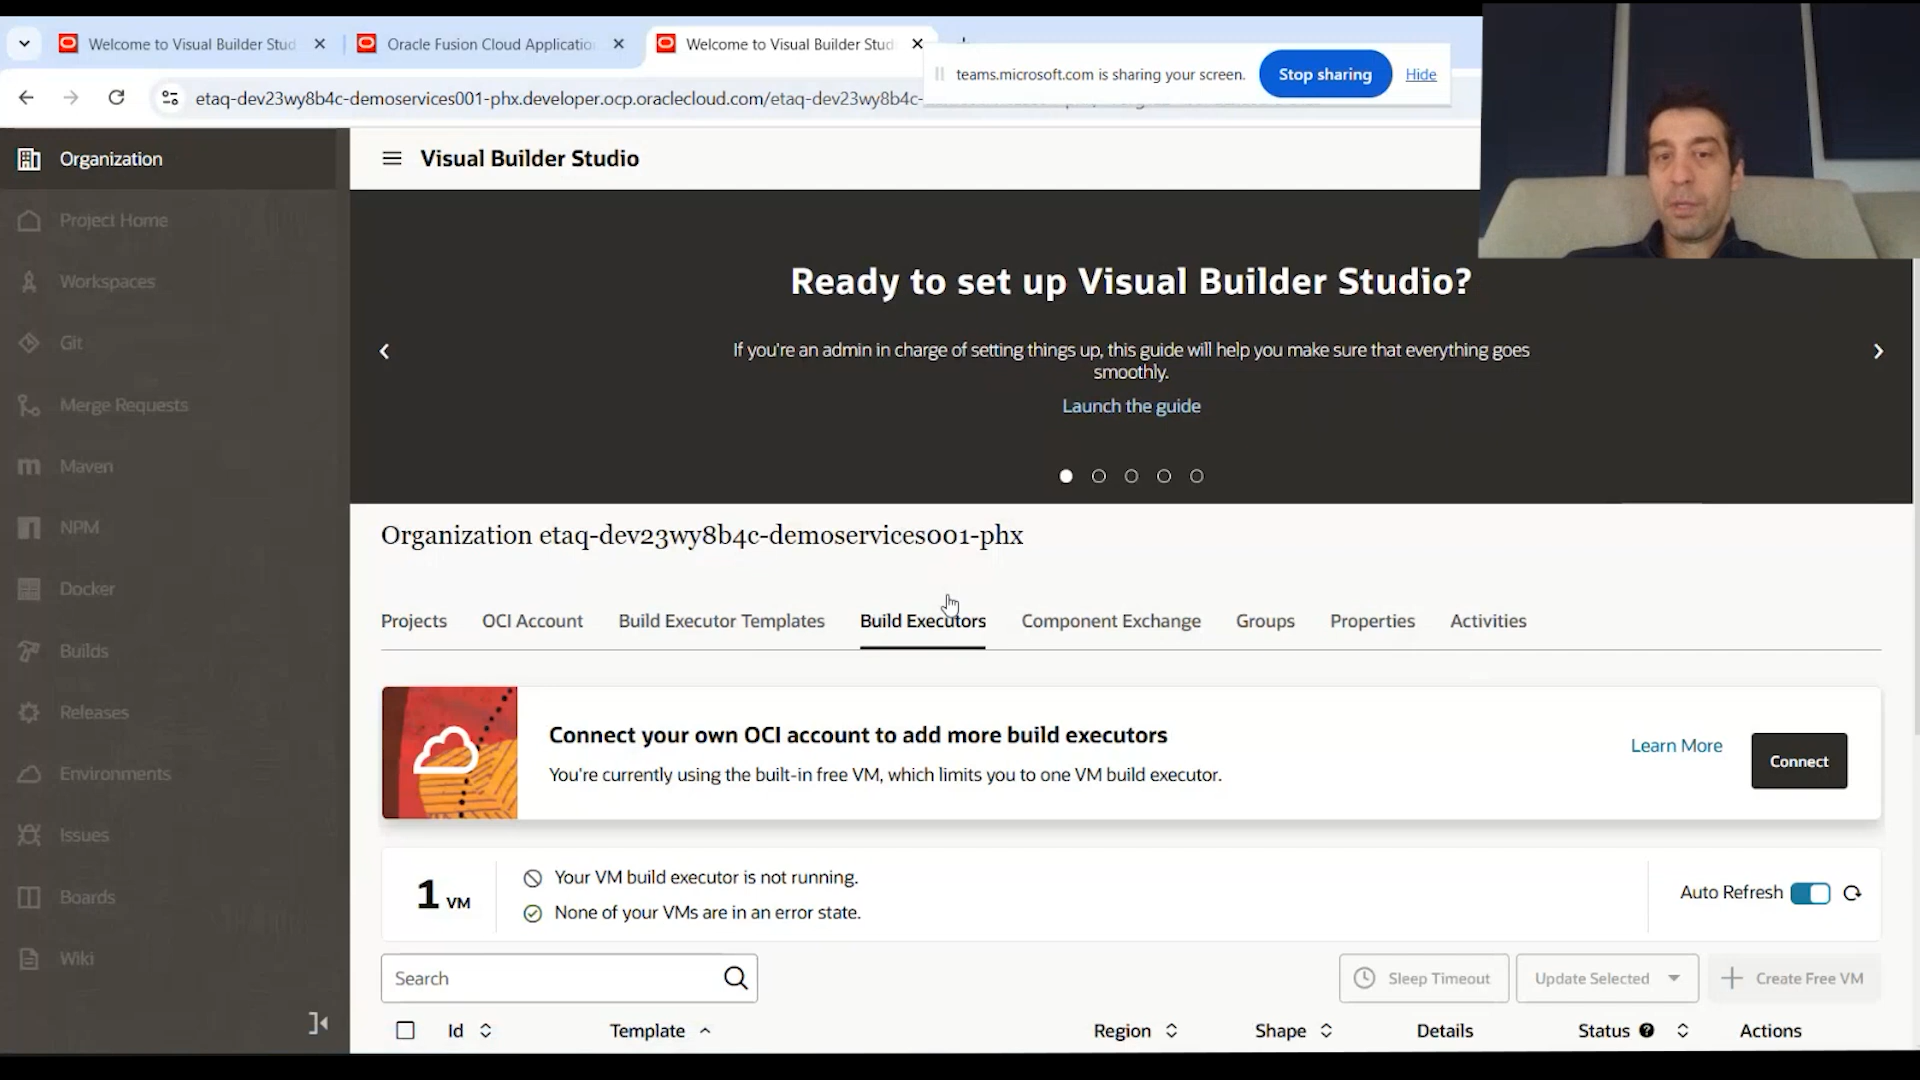 Welcome to Visual Builder Stud
Oracle Fusion Cloud Applicatio
Welcome to Visual Builder Stud
teams.microsoft.com is sharing your screen.
Stop sharing
Hide
etaq-dev23wy8b4c-demoservices001-phx.developer.ocp.oraclecloud.com/etaq-dev23wy8b4c-
Organization
Project Home
Workspaces
Git
Merge Requests
Maven
NPM
Docker
Builds
Releases
Environments
Issues
Boards
Wiki
Visual Builder Studio
Ready to set up Visual Builder Studio?
If you're an admin in charge of setting things up, this guide will help you make sure that everything goes
smoothly.
Launch the guide
Organization etaq-dev23wy8b4c-demoservices001-phx
Projects OCI Account Build Executor Templates Build Executors Component Exchange Groups Properties Activities
Connect your own OCI account to add more build executors
You're currently using the built-in free VM, which limits you to one VM build executor.
Learn More
Connect
1 VM
Your VM build executor is not running.
None of your VMs are in an error state.
Auto Refresh
Search
Sleep Timeout
Update Selected
Create Free VM
Id Template Region Shape Details Status Actions